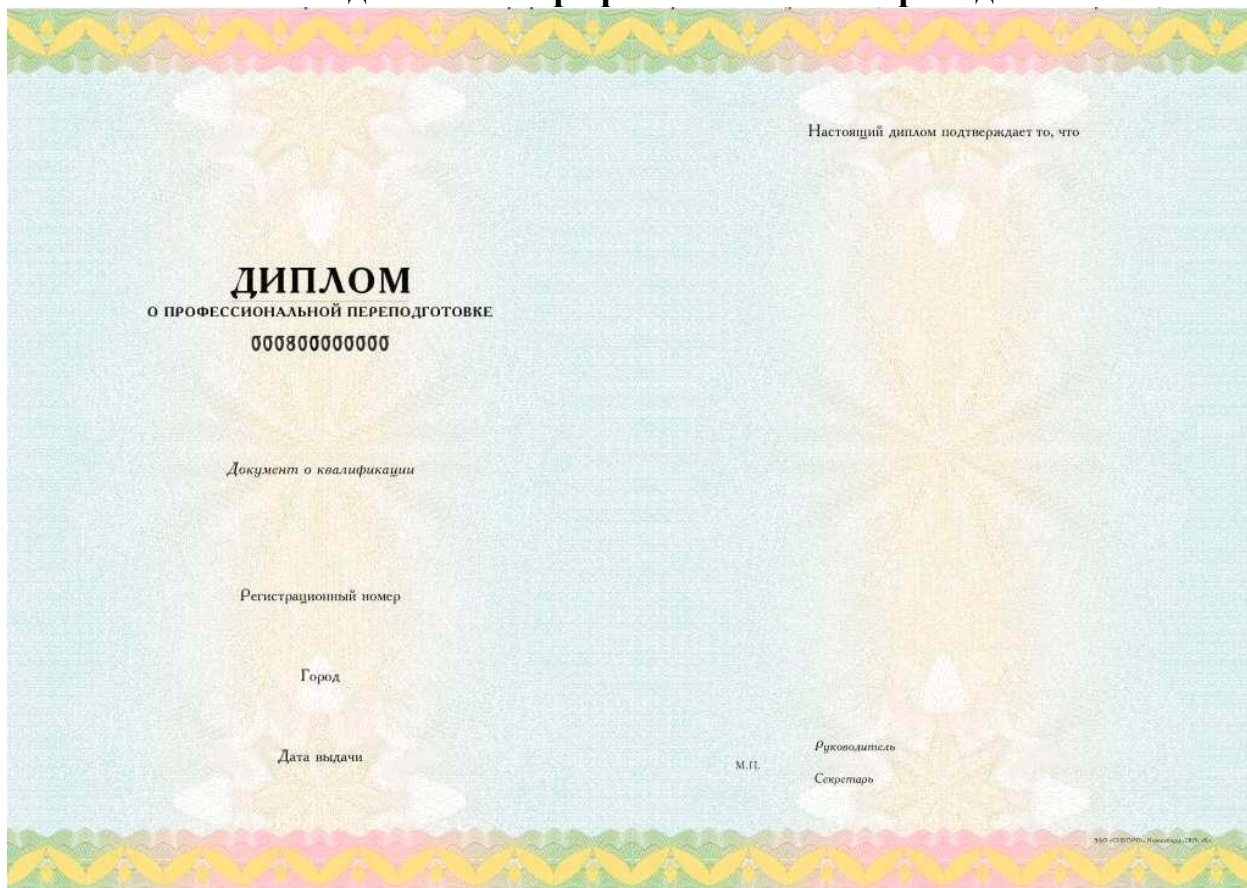 ДИПЛОМ
О ПРОФЕССИОНАЛЬНОЙ ПЕРЕПОДГОТОВКЕ
000800000000
Документ о квалификации
Регистрационный номер
Город
Дата выдачи
Настоящий диплом подтверждает то, что
Руководитель
М.П.
Секретарь